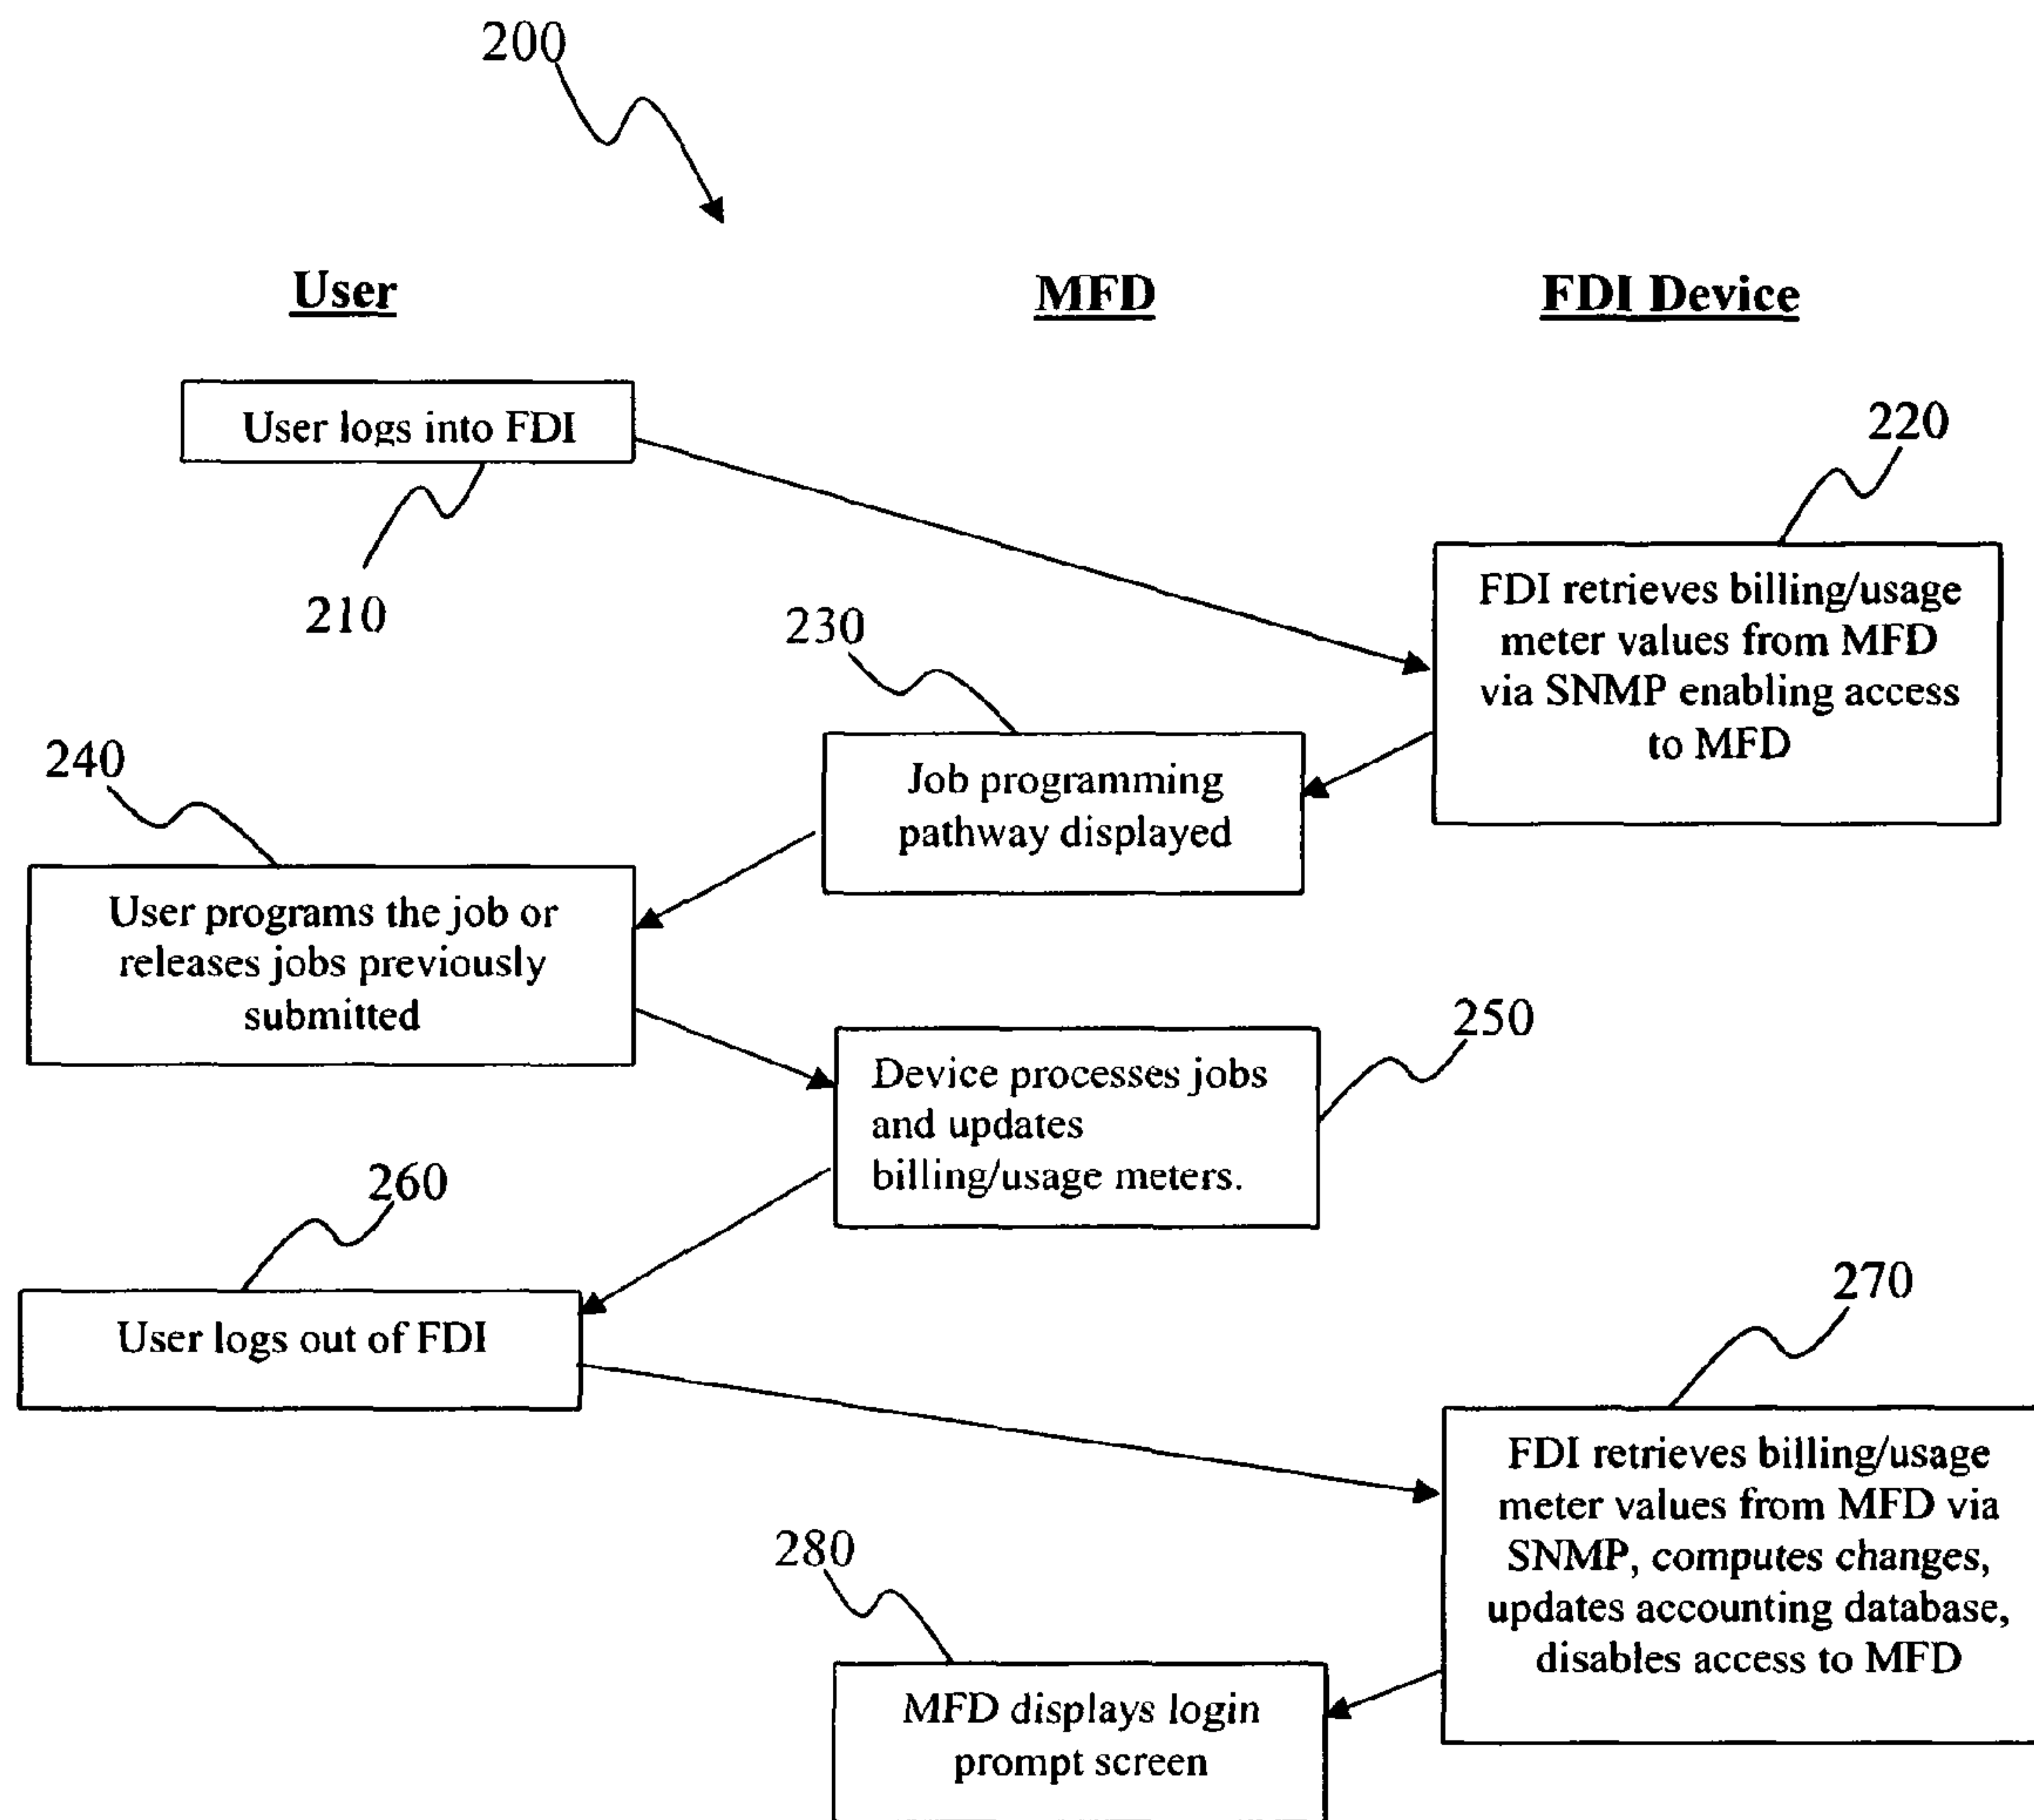 200
User
MFD
FDI Device
User logs into FDI
210
220
FDI retrieves billing/usage
meter values from MFD
via SNMP enabling access
to MFD
230
Job programming
pathway displayed
240
User programs the job or
releases jobs previously
submitted
250
Device processes jobs
and updates
billing/usage meters.
260
User logs out of FDI
270
FDI retrieves billing/usage
meter values from MFD via
SNMP, computes changes,
updates accounting database,
disables access to MFD
280
MFD displays login
prompt screen